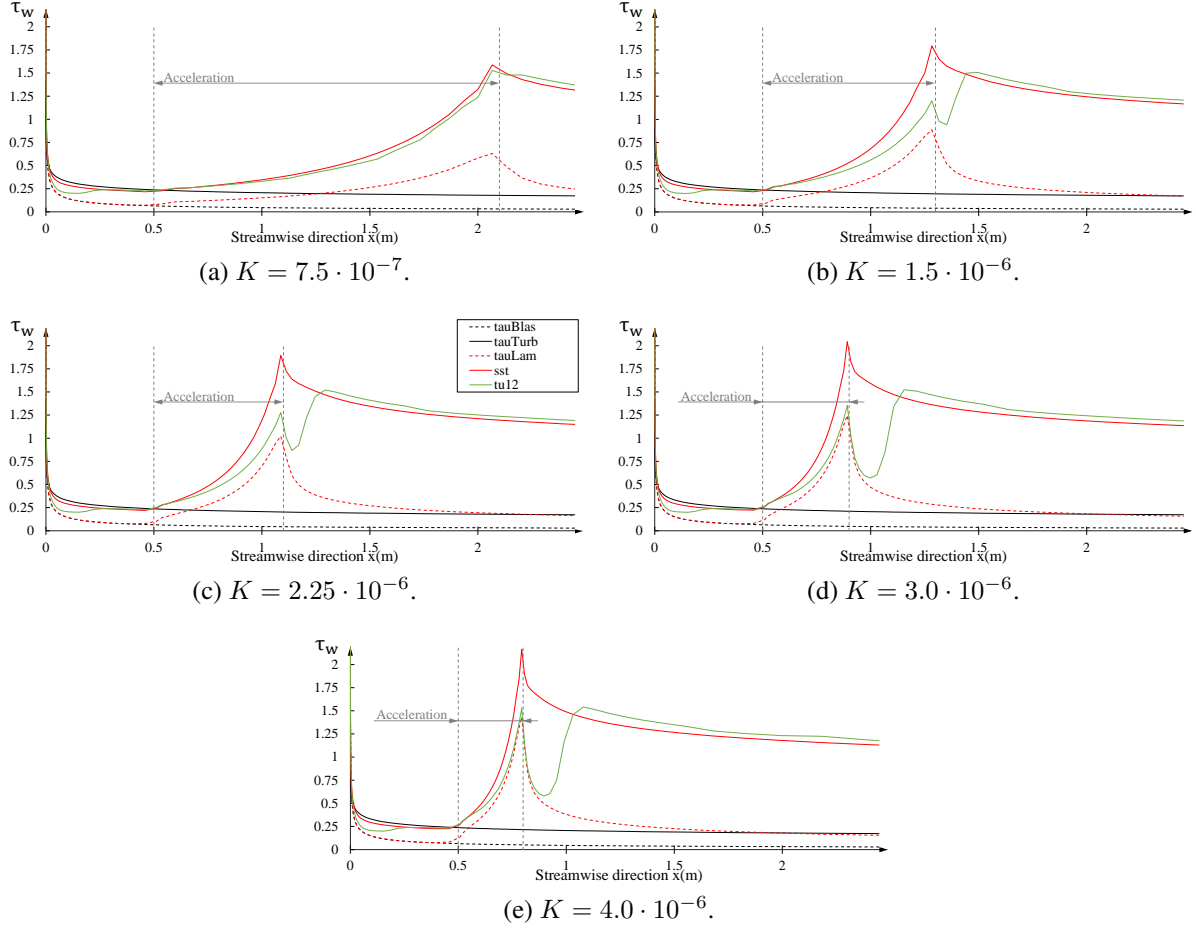 τw
2
1.75
1.5
1.25
1
0.75
0.5
0.25
0
Acceleration
0 0.5 1 1.5 2
Streamwise direction x(m)
(a) K = 7.5 · 10⁻⁷.
τw
2
1.75
1.5
1.25
1
0.75
0.5
0.25
0
Acceleration
0 0.5 1 1.5 2
Streamwise direction x(m)
(b) K = 1.5 · 10⁻⁶.
τw
2
1.75
1.5
1.25
1
0.75
0.5
0.25
0
Acceleration
tauBlas
tauTurb
tauLam
sst
tu12
0 0.5 1 1.5 2
Streamwise direction x(m)
(c) K = 2.25 · 10⁻⁶.
τw
2
1.75
1.5
1.25
1
0.75
0.5
0.25
0
Acceleration
0 0.5 1 1.5 2
Streamwise direction x(m)
(d) K = 3.0 · 10⁻⁶.
τw
2
1.75
1.5
1.25
1
0.75
0.5
0.25
0
Acceleration
0 0.5 1 1.5 2
Streamwise direction x(m)
(e) K = 4.0 · 10⁻⁶.